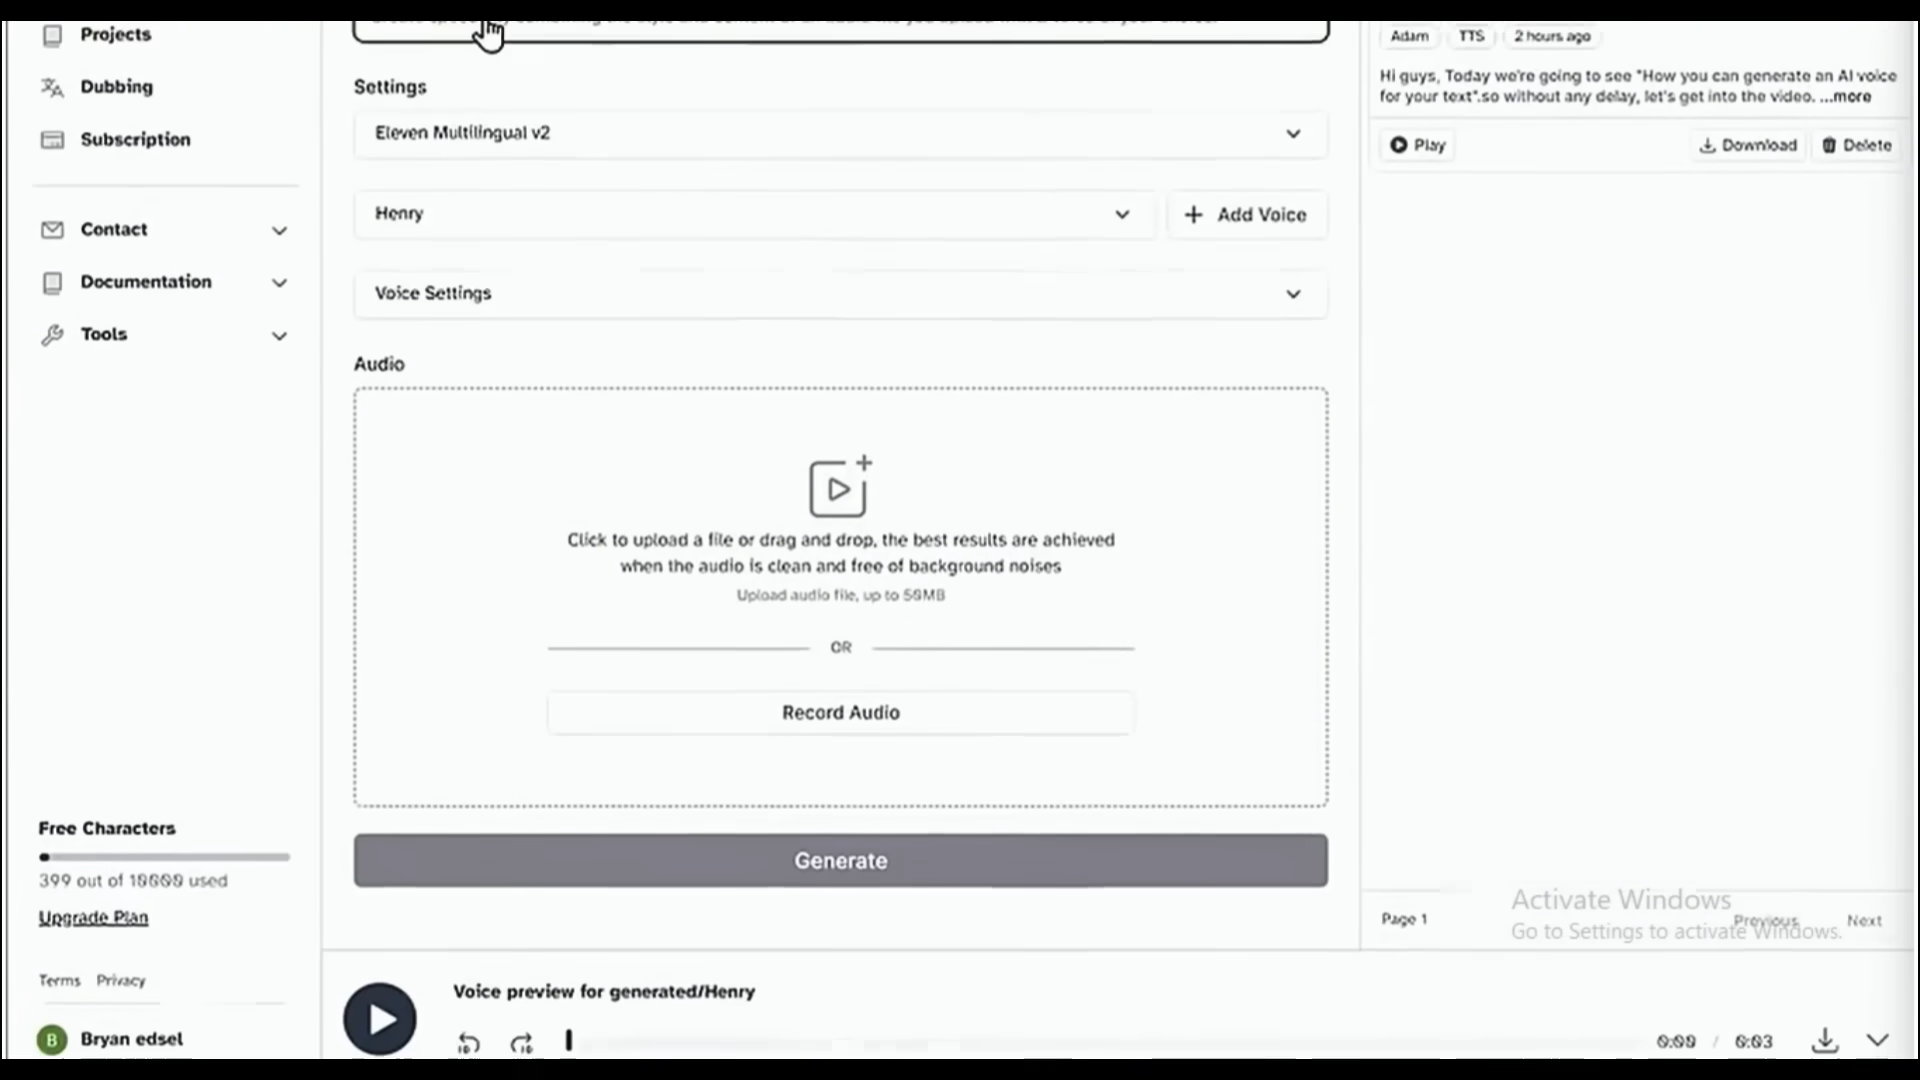 Projects
Dubbing
Subscription
Contact
Documentation
Tools
Free Characters
399 out of 10000 used
Upgrade Plan
Terms Privacy
B Bryan edsel
Settings
Eleven Multilingual v2
Henry
+ Add Voice
Voice Settings
Audio
Click to upload a file or drag and drop, the best results are achieved
when the audio is clean and free of background noises
Upload audio file, up to 50MB
OR
Record Audio
Generate
Adam TTS 2 hours ago
Hi guys, Today we're going to see "How you can generate an AI voice
for your text".so without any delay, let's get into the video. ...more
Play Download Delete
Page 1 Previous Next
Activate Windows
Go to Settings to activate Windows.
Voice preview for generated/Henry
10 10
0:00 / 0:03